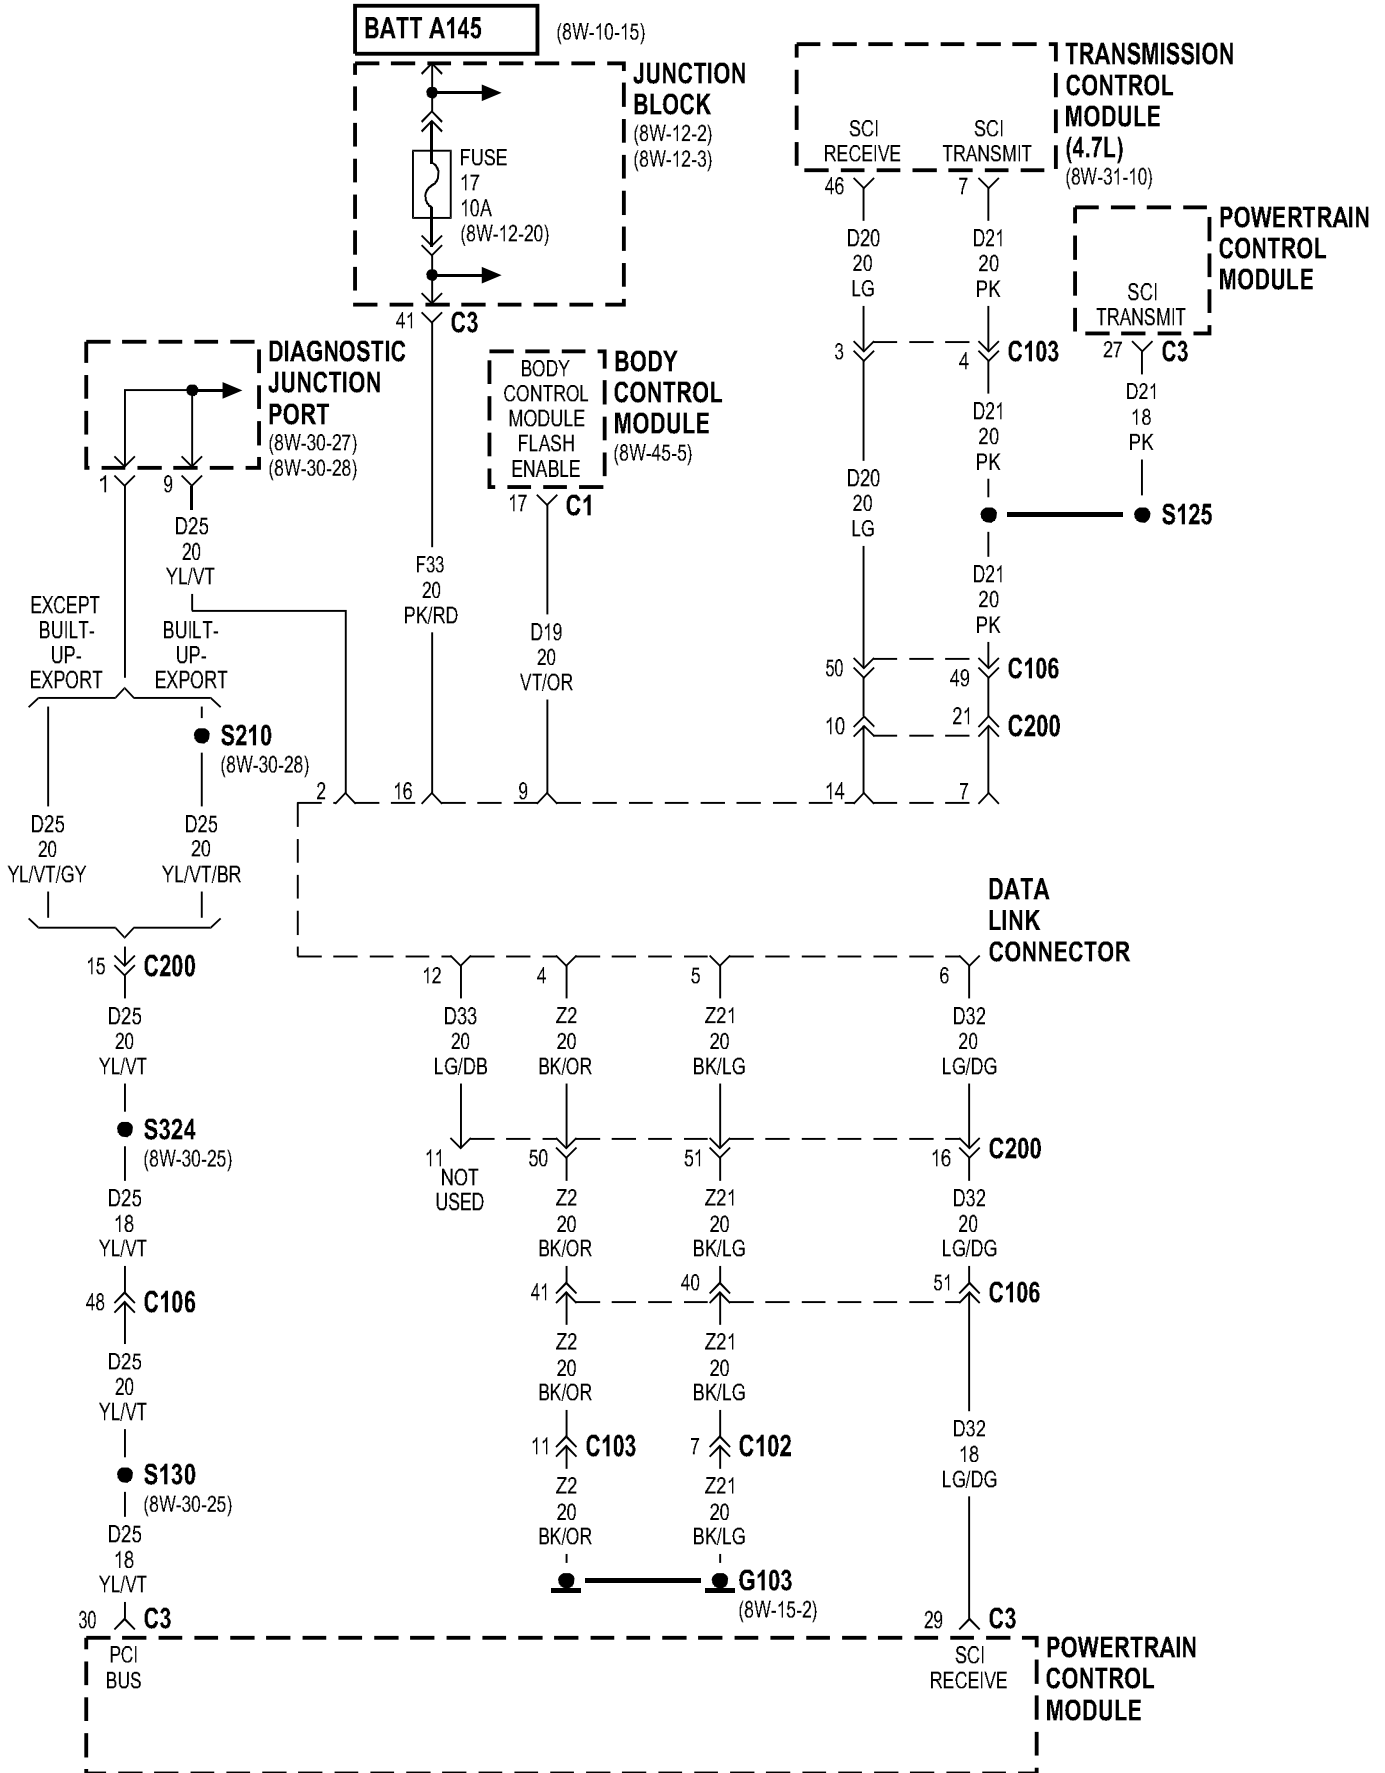 BATT A145
(8W-10-15)
JUNCTION
BLOCK
(8W-12-2)
(8W-12-3)
FUSE
17
10A
(8W-12-20)
41
C3
TRANSMISSION
CONTROL
MODULE
(4.7L)
(8W-31-10)
SCI
RECEIVE
SCI
TRANSMIT
46
7
D20
20
LG
D21
20
PK
POWERTRAIN
CONTROL
MODULE
SCI
TRANSMIT
27
C3
D21
18
PK
3
4
C103
DIAGNOSTIC
JUNCTION
PORT
(8W-30-27)
(8W-30-28)
1
9
D25
20
YL/VT
BODY
CONTROL
MODULE
FLASH
ENABLE
BODY
CONTROL
MODULE
(8W-45-5)
17
C1
D20
20
LG
D21
20
PK
S125
F33
20
PK/RD
D19
20
VT/OR
D21
20
PK
EXCEPT
BUILT-
UP-
EXPORT
BUILT-
UP-
EXPORT
50
49
C106
10
21
C200
S210
(8W-30-28)
2
16
9
14
7
D25
20
YL/VT/GY
D25
20
YL/VT/BR
DATA
LINK
CONNECTOR
15
C200
12
4
5
6
D25
20
YL/VT
D33
20
LG/DB
Z2
20
BK/OR
Z21
20
BK/LG
D32
20
LG/DG
S324
(8W-30-25)
11
NOT
USED
50
51
16
C200
D25
18
YL/VT
Z2
20
BK/OR
Z21
20
BK/LG
D32
20
LG/DG
48
C106
41
40
51
C106
D25
20
YL/VT
Z2
20
BK/OR
Z21
20
BK/LG
D32
18
LG/DG
S130
(8W-30-25)
11
C103
7
C102
D25
18
YL/VT
Z2
20
BK/OR
Z21
20
BK/LG
G103
(8W-15-2)
30
C3
29
C3
PCI
BUS
SCI
RECEIVE
POWERTRAIN
CONTROL
MODULE